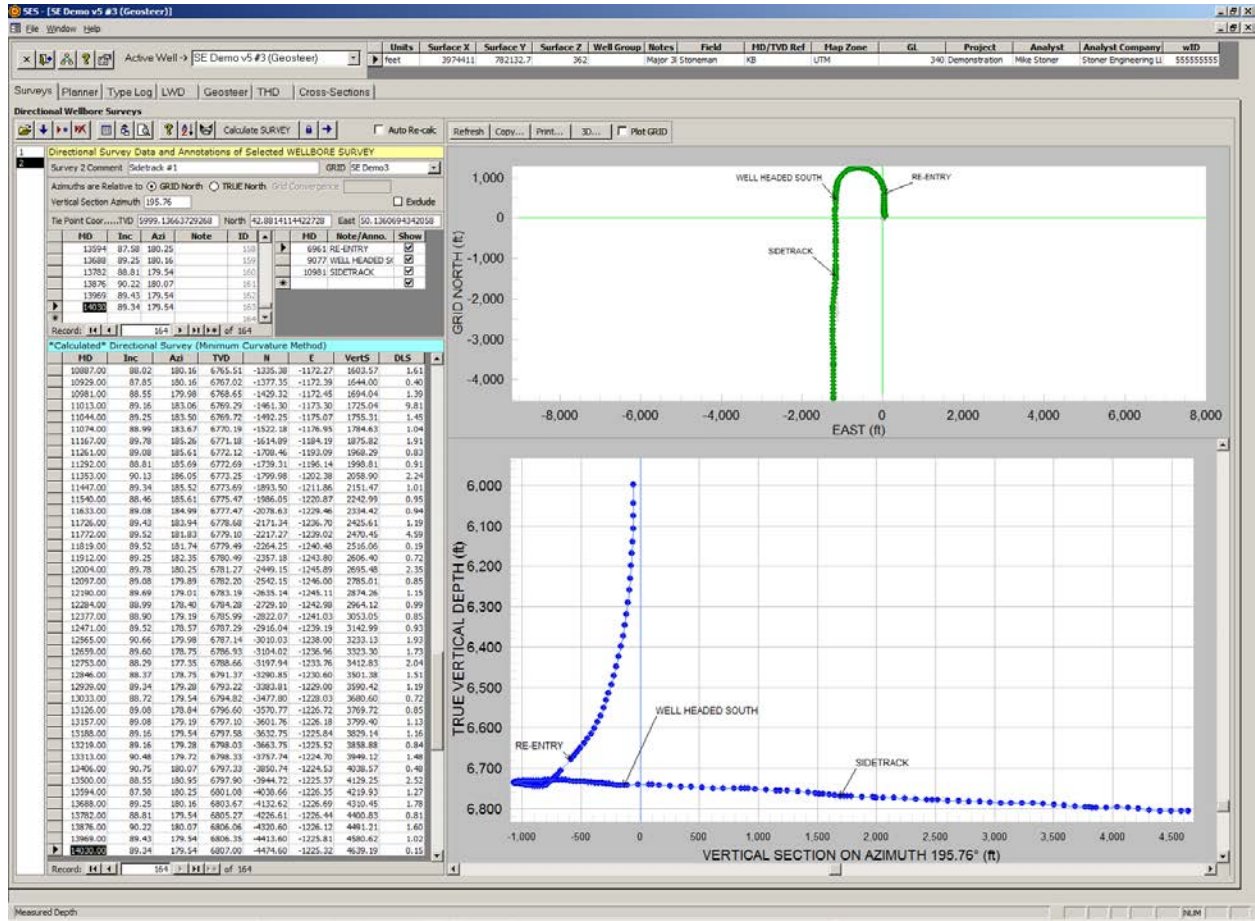 SES - [SE Demo v5 #3 (Geosteer)]
File Window Help
Active Well-> SE Demo v5 #3 (Geosteer)
Units Surface X Surface Y Surface Z Well Group Notes Field MD/TVD Ref Map Zone GL Project Analyst Analyst Company wID
feet 3974411 782132.7 362 Major 3l Stoneman KB UTM 340 Demonstration Mike Stoner Stoner Engineering LL 555555555
Surveys Planner Type Log LWD Geosteer THD Cross-Sections
Directional Wellbore Surveys
Calculate SURVEY Auto Re-calc Refresh Copy... Print... 3D... Plot GRID
1 Directional Survey Data and Annotations of Selected WELLBORE SURVEY
2 Survey 2 Comment Sidetrack #1 GRID SE Demo3
Azimuths are Relative to GRID North TRUE North Grid Convergence
Vertical Section Azimuth 195.76 Exclude
Tie Point Coor.....TVD 5999.13663729268 North 42.8814114422728 East 50.1360694342058
MD Inc Azi Note ID
13594 87.58 180.25 158
13688 89.25 180.16 159
13782 88.81 179.54 160
13876 90.22 180.07 161
13969 89.43 179.54 162
14030 89.34 179.54 163
164
MD Note/Anno. Show
6961 RE-ENTRY
9077 WELL HEADED S
10981 SIDETRACK
Record: 164 of 164
*Calculated* Directional Survey (Minimum Curvature Method)
MD Inc Azi TVD N E VertS DLS
10887.00 88.02 180.16 6765.51 -1335.38 -1172.27 1603.57 1.61
10929.00 87.85 180.16 6767.02 -1377.35 -1172.39 1644.00 0.40
10981.00 88.55 179.98 6768.65 -1429.32 -1172.45 1694.04 1.39
11013.00 89.16 183.06 6769.29 -1461.30 -1173.30 1725.04 9.81
11044.00 89.25 183.50 6769.72 -1492.25 -1175.07 1755.31 1.45
11074.00 88.99 183.67 6770.19 -1522.18 -1176.95 1784.63 1.04
11167.00 89.78 185.26 6771.18 -1614.89 -1184.19 1875.82 1.91
11261.00 89.08 185.61 6772.12 -1708.46 -1193.09 1968.29 0.83
11292.00 88.81 185.69 6772.69 -1739.31 -1196.14 1998.81 0.91
11353.00 90.13 186.05 6773.25 -1799.98 -1202.38 2058.90 2.24
11447.00 89.34 185.52 6773.69 -1893.50 -1211.86 2151.47 1.01
11540.00 88.46 185.61 6775.47 -1986.05 -1220.87 2242.99 0.95
11633.00 89.08 184.99 6777.47 -2078.63 -1229.46 2334.42 0.94
11726.00 89.43 183.94 6778.68 -2171.34 -1236.70 2425.61 1.19
11772.00 89.52 181.83 6779.10 -2217.27 -1239.02 2470.45 4.59
11819.00 89.52 181.74 6779.49 -2264.25 -1240.48 2516.06 0.19
11912.00 89.25 182.35 6780.49 -2357.18 -1243.80 2606.40 0.72
12004.00 89.78 180.25 6781.27 -2449.15 -1245.89 2695.48 2.35
12097.00 89.08 179.89 6782.20 -2542.15 -1246.00 2785.01 0.85
12190.00 89.69 179.01 6783.19 -2635.14 -1245.11 2874.26 1.15
12284.00 88.99 178.40 6784.28 -2729.10 -1242.98 2964.12 0.99
12377.00 88.90 179.19 6785.99 -2822.07 -1241.03 3053.05 0.85
12471.00 89.52 178.57 6787.29 -2916.04 -1239.19 3142.99 0.93
12565.00 90.66 179.98 6787.14 -3010.03 -1238.00 3233.13 1.93
12659.00 89.60 178.75 6786.93 -3104.02 -1236.96 3323.30 1.73
12753.00 88.29 177.35 6788.66 -3197.94 -1233.76 3412.83 2.04
12846.00 88.37 178.75 6791.37 -3290.85 -1230.60 3501.38 1.51
12939.00 89.34 179.28 6793.22 -3383.81 -1229.00 3590.42 1.19
13033.00 88.72 179.54 6794.82 -3477.80 -1228.03 3680.60 0.72
13126.00 89.08 178.84 6796.60 -3570.77 -1226.72 3769.72 0.85
13157.00 89.08 179.19 6797.10 -3601.76 -1226.18 3799.40 1.13
13188.00 89.16 179.54 6797.58 -3632.75 -1225.84 3829.14 1.16
13219.00 89.16 179.28 6798.03 -3663.75 -1225.52 3858.88 0.84
13313.00 90.48 179.72 6798.33 -3757.74 -1224.70 3949.12 1.48
13406.00 90.75 180.07 6797.33 -3850.74 -1224.53 4038.57 0.48
13500.00 88.55 180.95 6797.90 -3944.72 -1225.37 4129.25 2.52
13594.00 87.58 180.25 6801.08 -4038.66 -1226.35 4219.93 1.27
13688.00 89.25 180.16 6803.67 -4132.62 -1226.69 4310.45 1.78
13782.00 88.81 179.54 6805.27 -4226.61 -1226.44 4400.83 0.81
13876.00 90.22 180.07 6806.06 -4320.60 -1226.12 4491.21 1.60
13969.00 89.43 179.54 6806.35 -4413.60 -1225.81 4580.62 1.02
14030.00 89.34 179.54 6807.00 -4474.60 -1225.32 4639.19 0.15
Record: 164 of 164
GRID NORTH (ft)
1,000
0
-1,000
-2,000
-3,000
-4,000
WELL HEADED SOUTH
RE-ENTRY
SIDETRACK
-8,000 -6,000 -4,000 -2,000 0 2,000 4,000 6,000 8,000
EAST (ft)
TRUE VERTICAL DEPTH (ft)
6,000
6,100
6,200
6,300
6,400
6,500
6,600
6,700
6,800
WELL HEADED SOUTH
RE-ENTRY
SIDETRACK
-1,000 -500 0 500 1,000 1,500 2,000 2,500 3,000 3,500 4,000 4,500
VERTICAL SECTION ON AZIMUTH 195.76° (ft)
Measured Depth
NUM